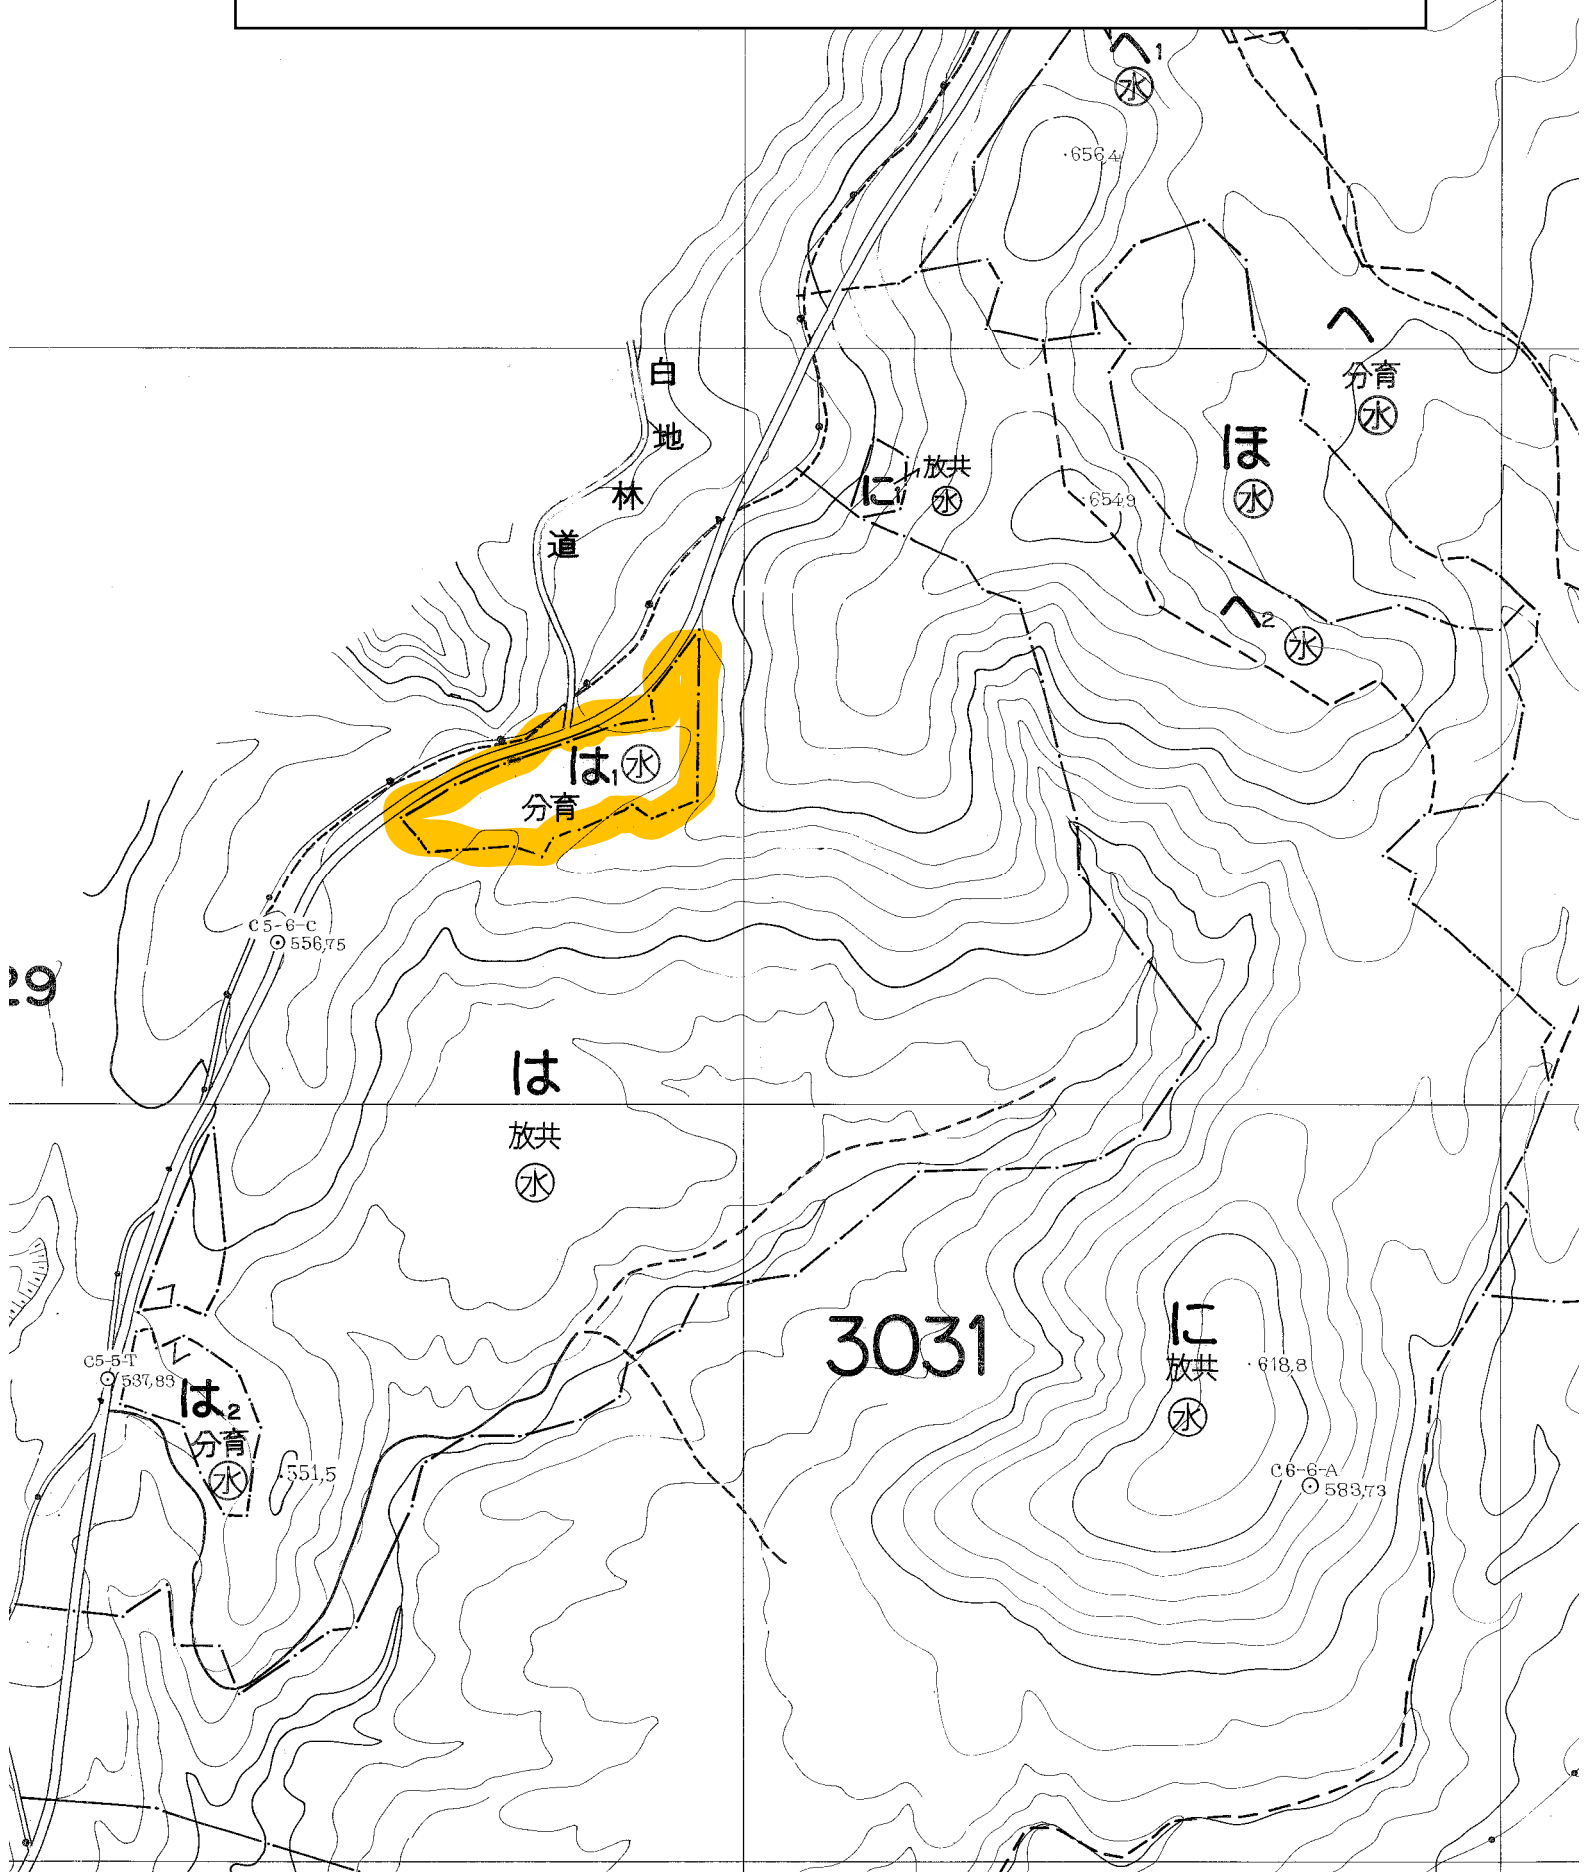 へ1
水
656.4
へ
分育
水
白地林道
ほ
水
放共
水
に1
654.9
へ2
水
は1 水
分育
C5-6-C
556.75
29
は
放共
水
3031
に
放共
水
618.8
C5-5-T
537.83
は2
分育
水
551.5
C6-6-A
583.73